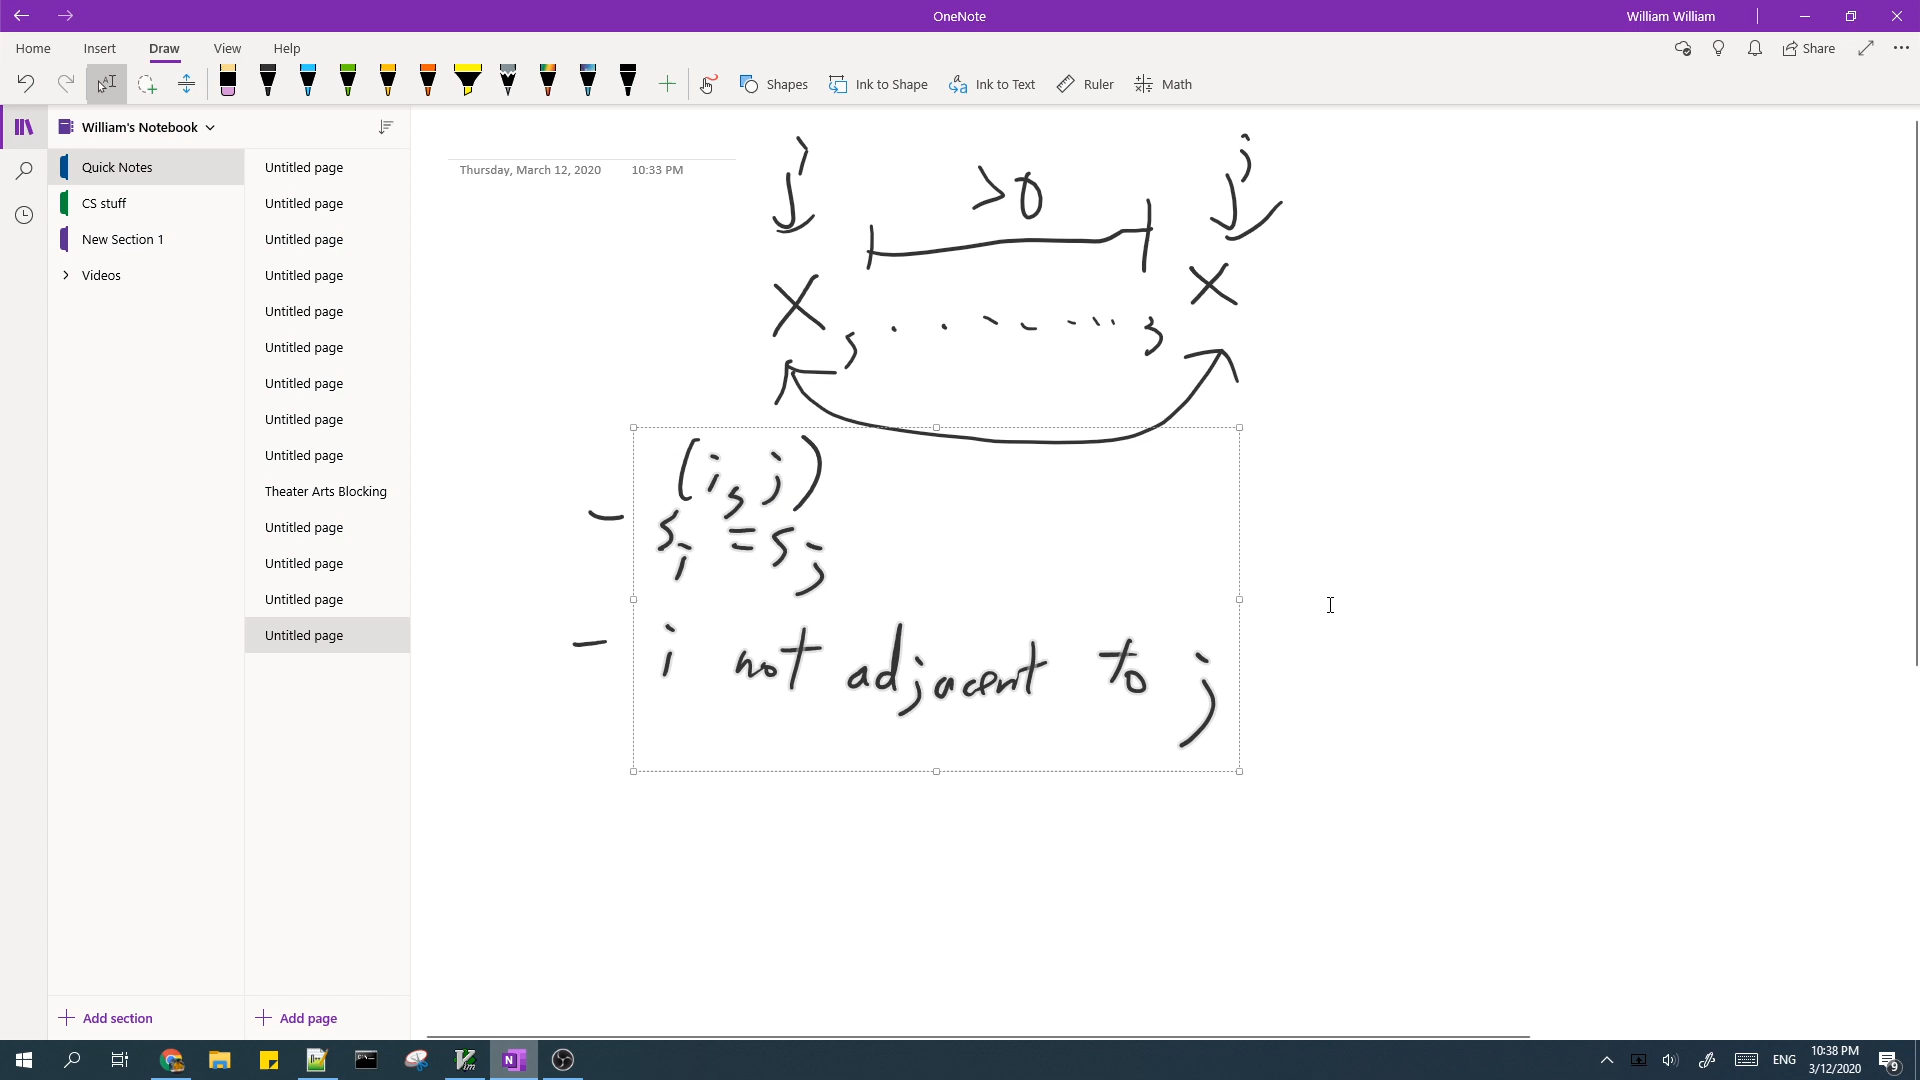 OneNote
William William
Home Insert Draw View Help
Share
Shapes Ink to Shape Ink to Text Ruler Math
William's Notebook
Quick Notes
CS stuff
New Section 1
Videos
Add section
Untitled page
Untitled page
Untitled page
Untitled page
Untitled page
Untitled page
Untitled page
Untitled page
Untitled page
Theater Arts Blocking
Untitled page
Untitled page
Untitled page
Untitled page
Add page
Thursday, March 12, 2020 10:33 PM
i >0 j
X , . . . . . . . , X
(i, j)
- Si = Sj
- i not adjacent to j
ENG
10:38 PM
3/12/2020
9